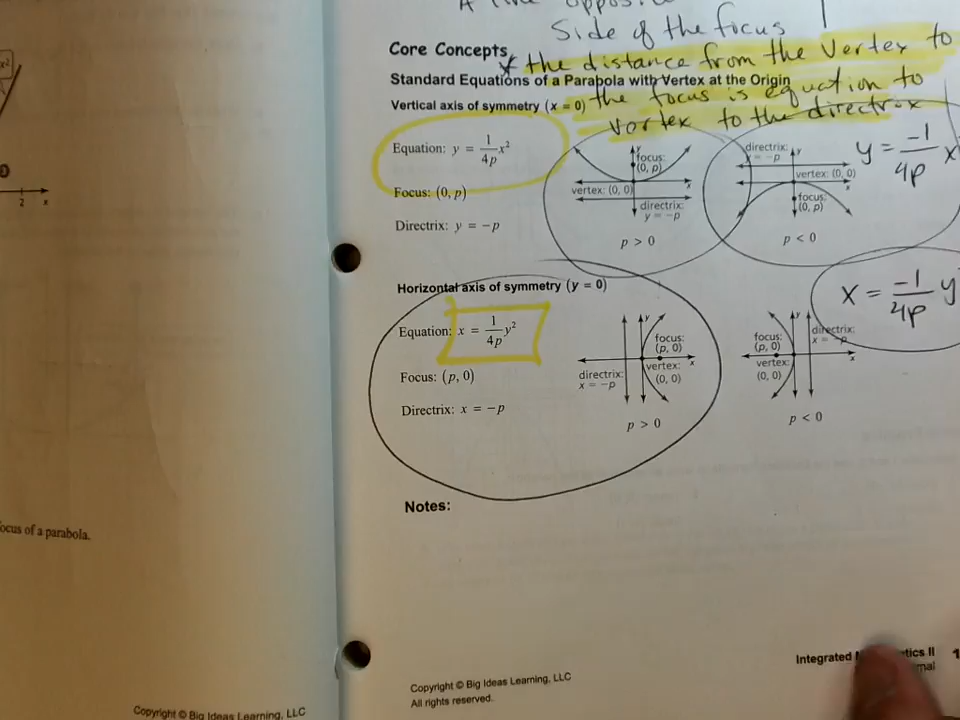 Side of the focus
Core Concepts
* the distance from the Vertex to
Standard Equations of a Parabola with Vertex at the Origin
the focus is equation to
Vertical axis of symmetry (x = 0)
vortex to the directrix
Equation: y = 1/4p x²
Focus: (0, p)
Directrix: y = −p
y
focus:
(0, p)
vertex: (0, 0)
x
directrix:
y = −p
p > 0
directrix:
y = −p
y
vertex: (0, 0)
x
focus:
(0, p)
p < 0
y = -1/4p x
Horizontal axis of symmetry (y = 0)
Equation: x = 1/4p y²
Focus: (p, 0)
Directrix: x = −p
y
focus:
(p, 0)
x
directrix:
x = −p
vertex:
(0, 0)
p > 0
y
focus:
(p, 0)
directrix:
x = −p
vertex:
(0, 0)
x
p < 0
x = -1/4p y
Notes:
Integrated
II
Copyright © Big Ideas Learning, LLC
All rights reserved.
x²
2 x
focus of a parabola.
Copyright © Big Ideas Learning, LLC